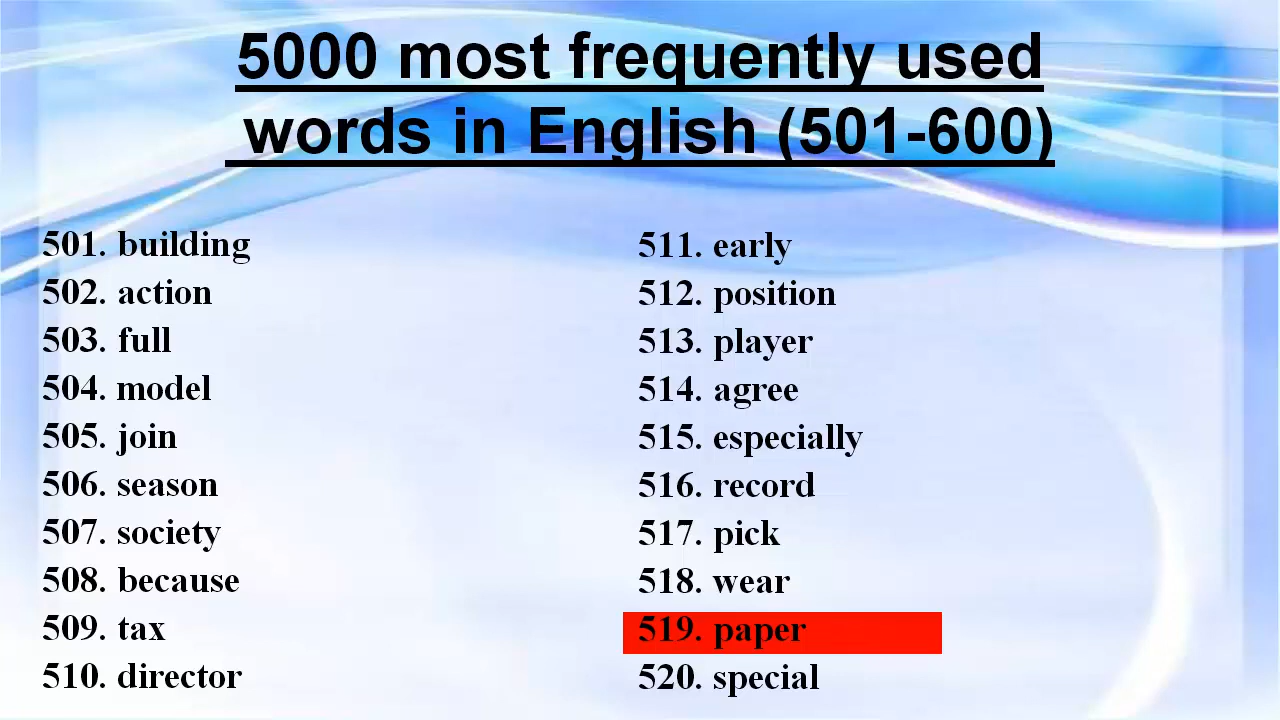 5000 most frequently used
words in English (501-600)
501. building
502. action
503. full
504. model
505. join
506. season
507. society
508. because
509. tax
510. director
511. early
512. position
513. player
514. agree
515. especially
516. record
517. pick
518. wear
519. paper
520. special